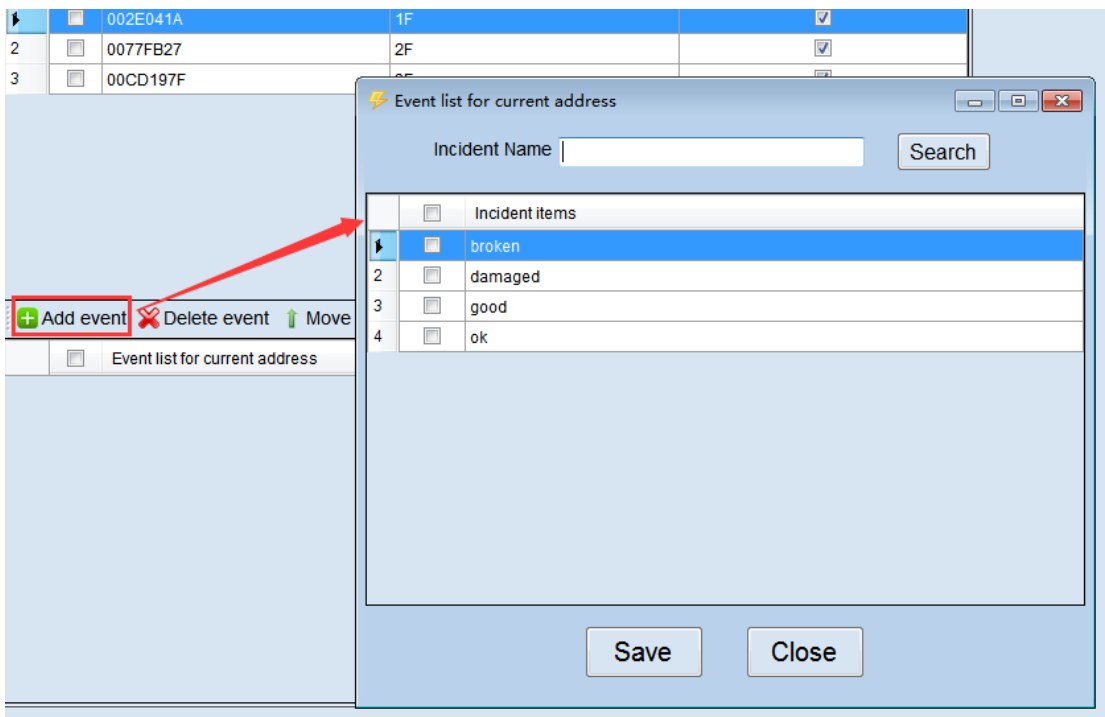 002E041A 1F
2 0077FB27 2F
3 00CD197F
Event list for current address
Incident Name Search
Incident items
broken
2 damaged
3 good
4 ok
Add event Delete event Move
Event list for current address
Save Close